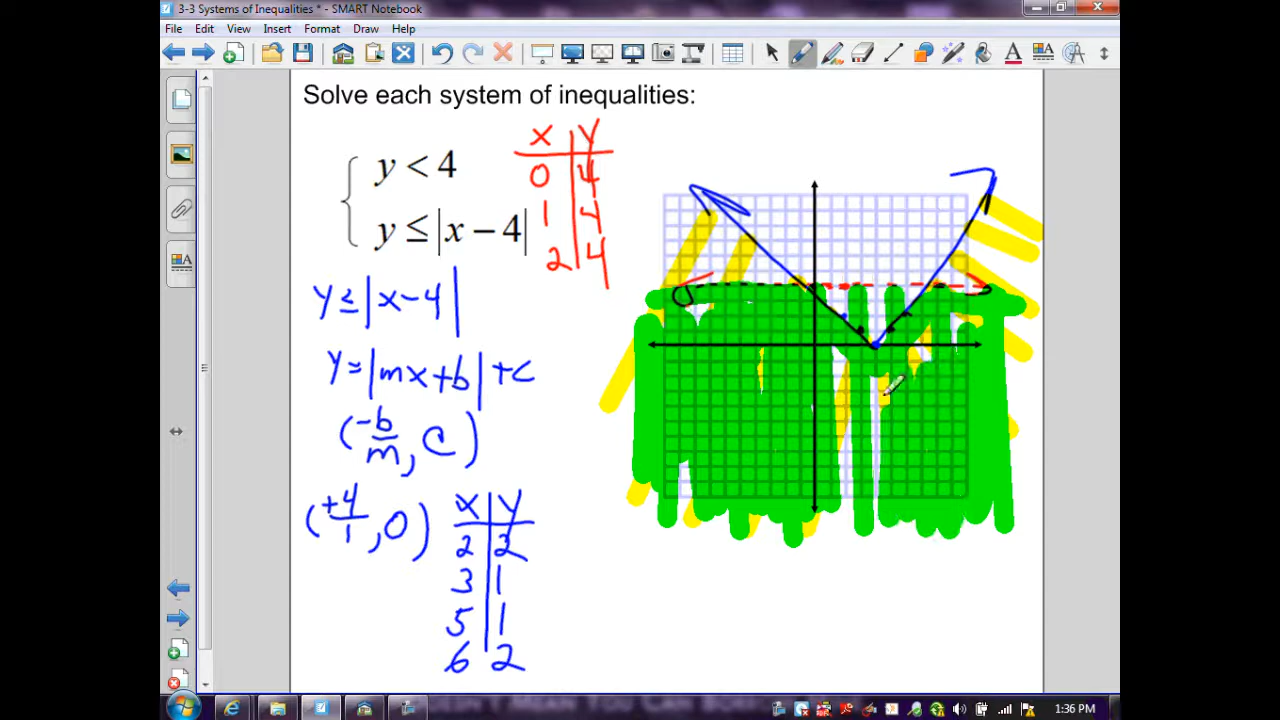 3-3 Systems of Inequalities * - SMART Notebook
File Edit View Insert Format Draw Help
Solve each system of inequalities:
y < 4
y ≤ |x − 4|
X Y
0 4
1 4
2 4
y ≤ |x-4|
y = |mx+b| +c
(-b/m, c)
(+4/1, 0)
X Y
2 2
3 1
5 1
6 2
1:36 PM